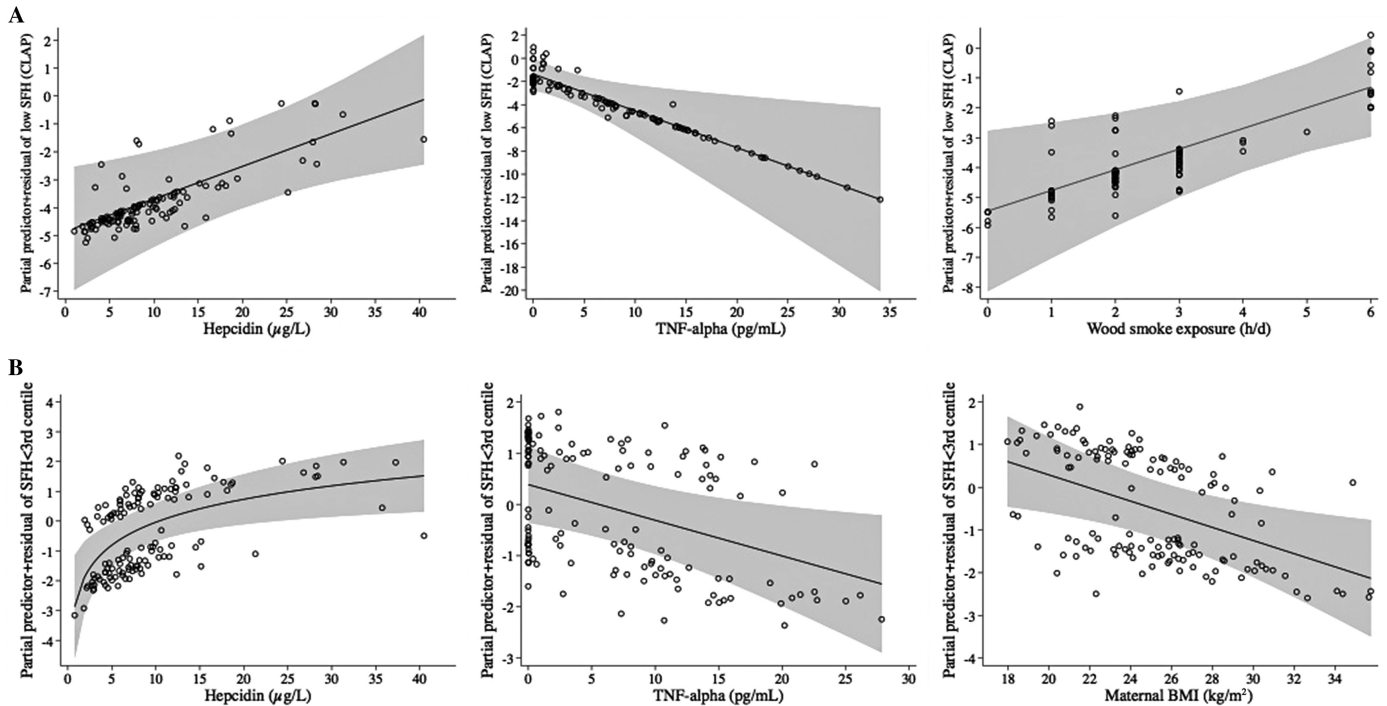 A
Partial predictor+residual of low SFH (CLAP)
2
1
0
-1
-2
-3
-4
-5
-6
-7
0 5 10 15 20 25 30 35 40
Hepcidin (µg/L)
Partial predictor+residual of low SFH (CLAP)
2
0
-2
-4
-6
-8
-10
-12
-14
-16
-18
-20
0 5 10 15 20 25 30 35
TNF-alpha (pg/mL)
Partial predictor+residual of low SFH (CLAP)
0
-1
-2
-3
-4
-5
-6
-7
-8
0 1 2 3 4 5 6
Wood smoke exposure (h/d)
B
Partial predictor+residual of SFH<3rd centile
4
3
2
1
0
-1
-2
-3
-4
0 5 10 15 20 25 30 35 40
Hepcidin (µg/L)
Partial predictor+residual of SFH<3rd centile
2
1
0
-1
-2
-3
0 5 10 15 20 25 30
TNF-alpha (pg/mL)
Partial predictor+residual of SFH<3rd centile
2
1
0
-1
-2
-3
-4
18 20 22 24 26 28 30 32 34
Maternal BMI (kg/m²)